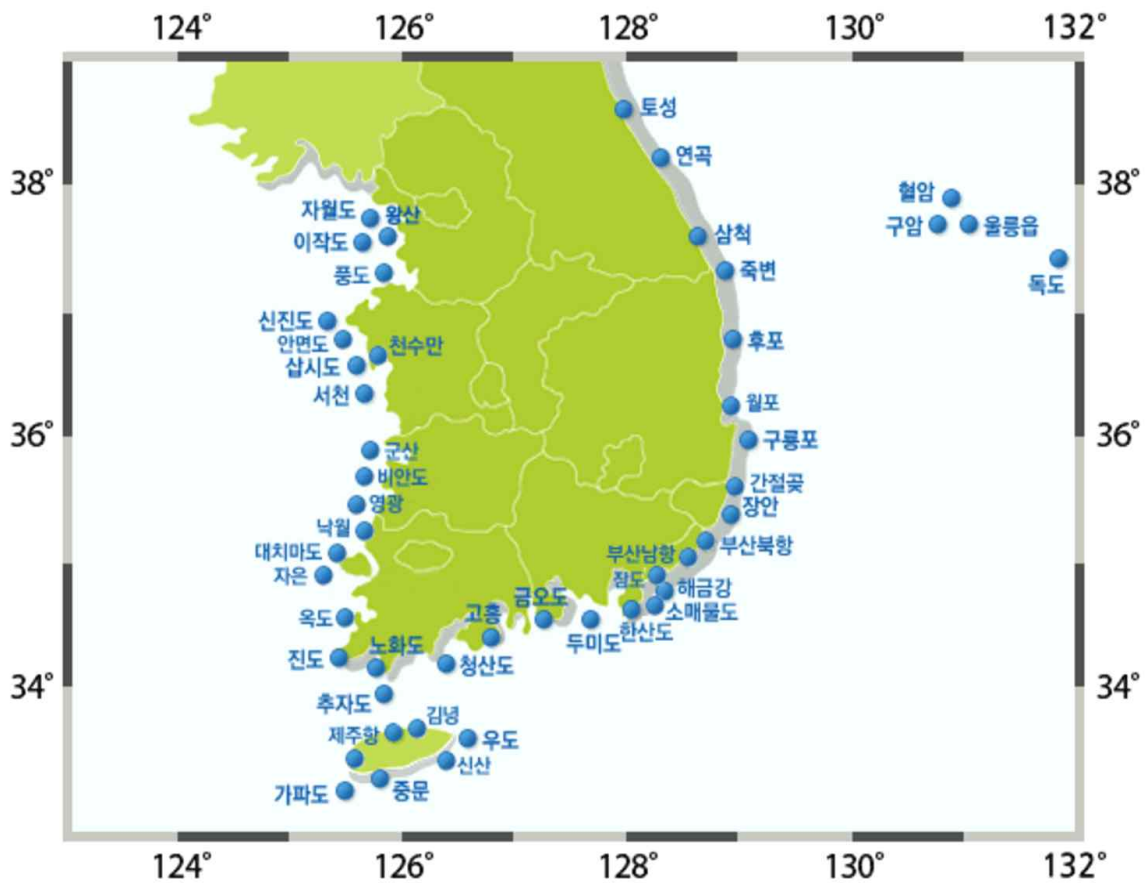 124° 126° 128° 130° 132°
토성
연곡
38° 38°
혈암
자월도 왕산
구암 울릉읍
이작도
삼척
풍도
죽변
독도
신진도
안면도 천수만
후포
삽시도
서천
월포
36° 36°
구룡포
군산
비안도
간절곶
영광
장안
낙월
부산북항
대치마도
부산남항
자은
잠도
해금강
금오도
고흥
소매물도
옥도
한산도
두미도
노화도
진도
청산도
34° 34°
추자도
김녕
제주항
우도
신산
가파도 중문
124° 126° 128° 130° 132°